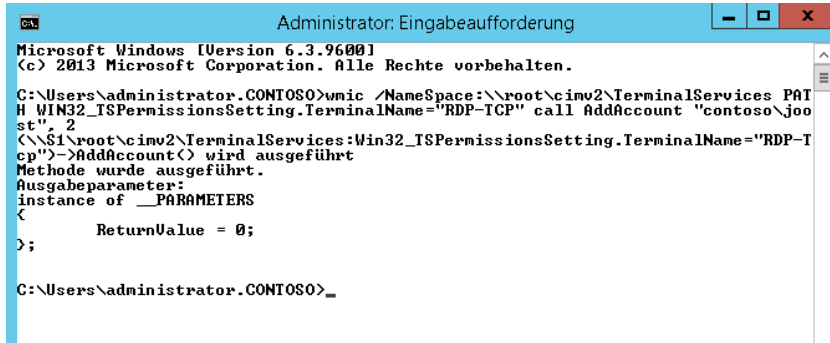 Administrator: Eingabeaufforderung
Microsoft Windows [Version 6.3.9600]
(c) 2013 Microsoft Corporation. Alle Rechte vorbehalten.
C:\Users\administrator.CONTOSO>wmic /NameSpace:\\root\cimv2\TerminalServices PAT
H WIN32_TSPermissionsSetting.TerminalName="RDP-TCP" call AddAccount "contoso\joo
st", 2
(\\S1\root\cimv2\TerminalServices:Win32_TSPermissionsSetting.TerminalName="RDP-T
cp")->AddAccount() wird ausgeführt
Methode wurde ausgeführt.
Ausgabeparameter:
instance of __PARAMETERS
{
ReturnValue = 0;
};
C:\Users\administrator.CONTOSO>_